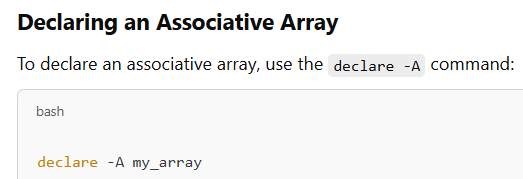 Declaring an Associative Array
To declare an associative array, use the declare -A command:
bash
declare -A my_array